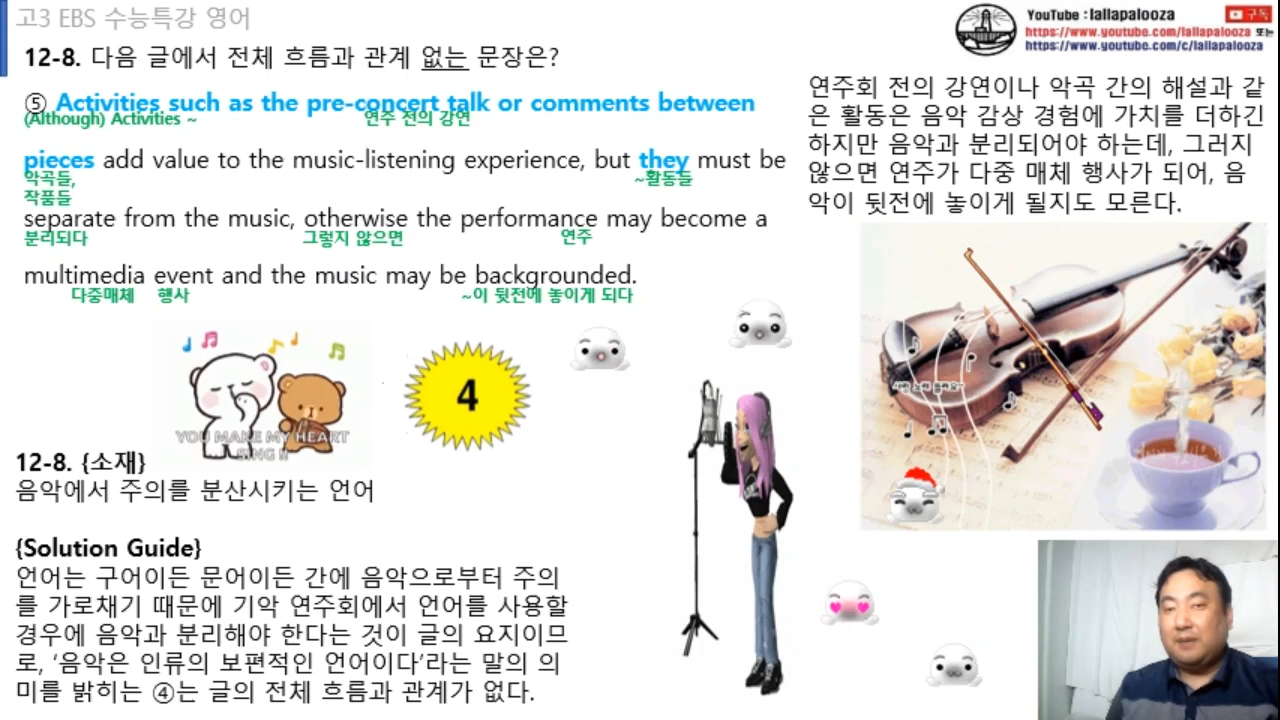 고3 EBS 수능특강 영어
YouTube : lallapalooza
구독
https://www.youtube.com/lallapalooza 또는
https://www.youtube.com/c/lallapalooza
12-8. 다음 글에서 전체 흐름과 관계 없는 문장은?
⑤ Activities such as the pre-concert talk or comments between
(Although) Activities ~ 연주 전의 강연
pieces add value to the music-listening experience, but they must be
악곡들, ~활동들
작품들
separate from the music, otherwise the performance may become a
분리되다 그렇지 않으면 연주
multimedia event and the music may be backgrounded.
다중매체 행사 ~이 뒷전에 놓이게 되다
연주회 전의 강연이나 악곡 간의 해설과 같
은 활동은 음악 감상 경험에 가치를 더하긴
하지만 음악과 분리되어야 하는데, 그러지
않으면 연주가 다중 매체 행사가 되어, 음
악이 뒷전에 놓이게 될지도 모른다.
YOU MAKE MY HEART
SING !!
4
12-8. {소재}
음악에서 주의를 분산시키는 언어
{Solution Guide}
언어는 구어이든 문어이든 간에 음악으로부터 주의
를 가로채기 때문에 기악 연주회에서 언어를 사용할
경우에 음악과 분리해야 한다는 것이 글의 요지이므
로, ‘음악은 인류의 보편적인 언어이다’라는 말의 의
미를 밝히는 ④는 글의 전체 흐름과 관계가 없다.